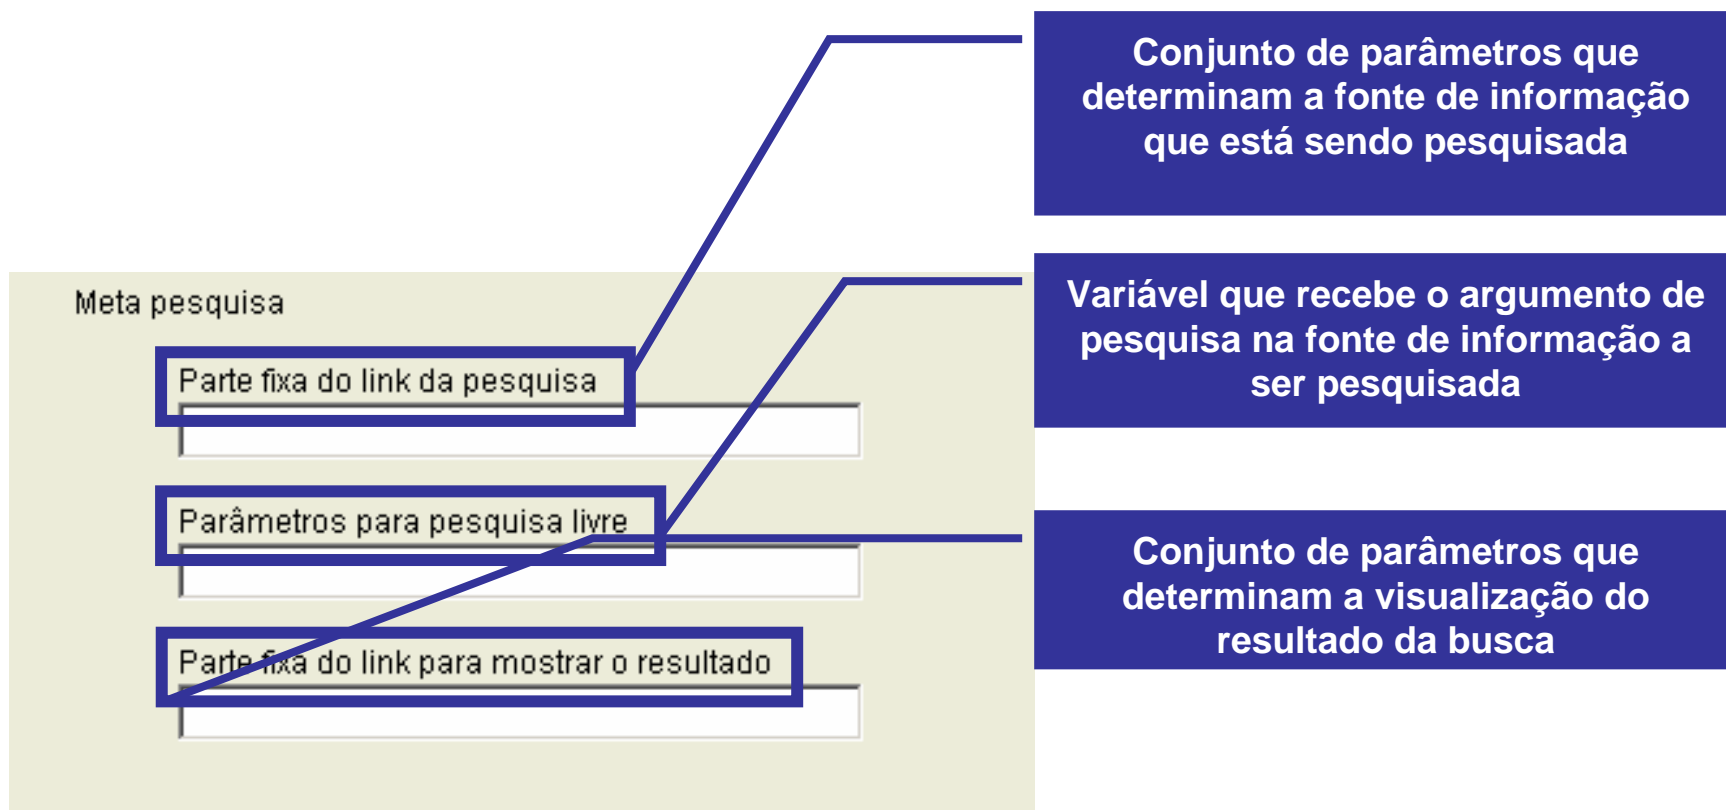 Conjunto de parâmetros que
determinam a fonte de informação
que está sendo pesquisada
Variável que recebe o argumento de
pesquisa na fonte de informação a
ser pesquisada
Conjunto de parâmetros que
determinam a visualização do
resultado da busca
Meta pesquisa
Parte fixa do link da pesquisa
Parâmetros para pesquisa livre
Parte fixa do link para mostrar o resultado